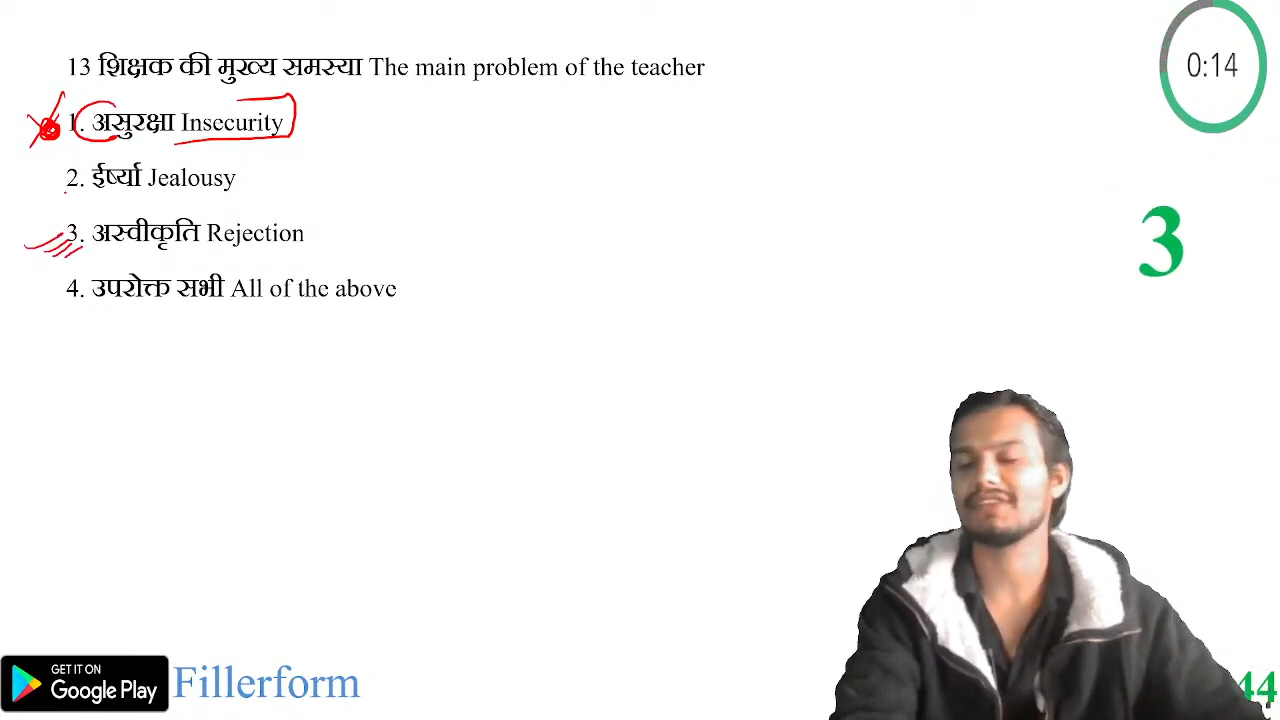 13 शिक्षक की मुख्य समस्या The main problem of the teacher
0:14
1. असुरक्षा Insecurity
2. ईर्ष्या Jealousy
3. अस्वीकृति Rejection
3
4. उपरोक्त सभी All of the above
GET IT ON
Google Play
Fillerform
44